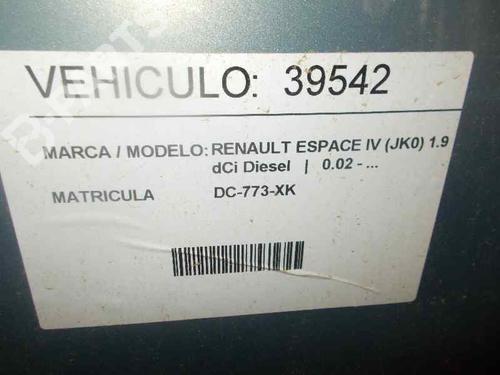 VEHICULO: 39542
MARCA / MODELO: RENAULT ESPACE IV (JK0) 1.9
dCi Diesel | 0.02 - ...
MATRICULA DC-773-XK